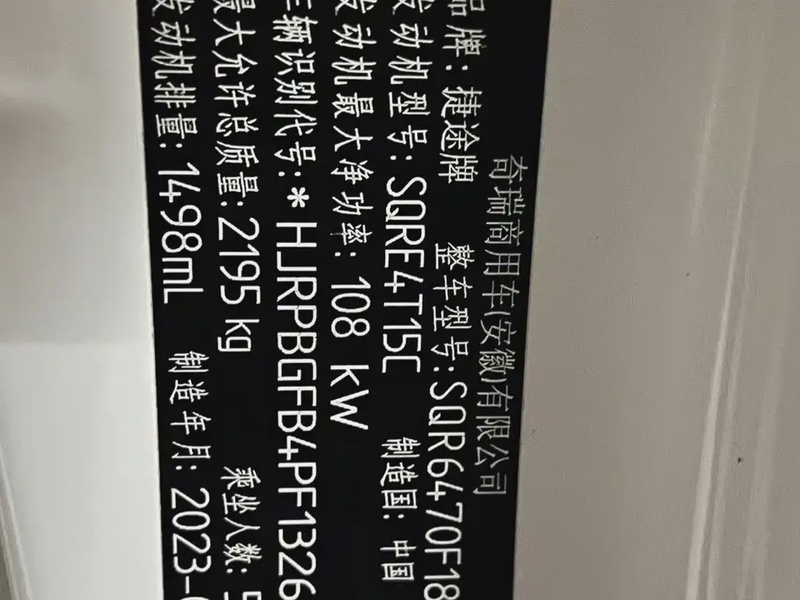 奇瑞商用车(安徽)有限公司
品牌: 捷途牌 整车型号:SQR6470F18
发动机型号: SQRE4T15C 制造国: 中国
发动机最大净功率: 108 kW
车辆识别代号:*HJRPBGFB4PF1326
最大允许总质量: 2195 kg 乘坐人数: 5
发动机排量: 1498mL 制造年月: 2023-